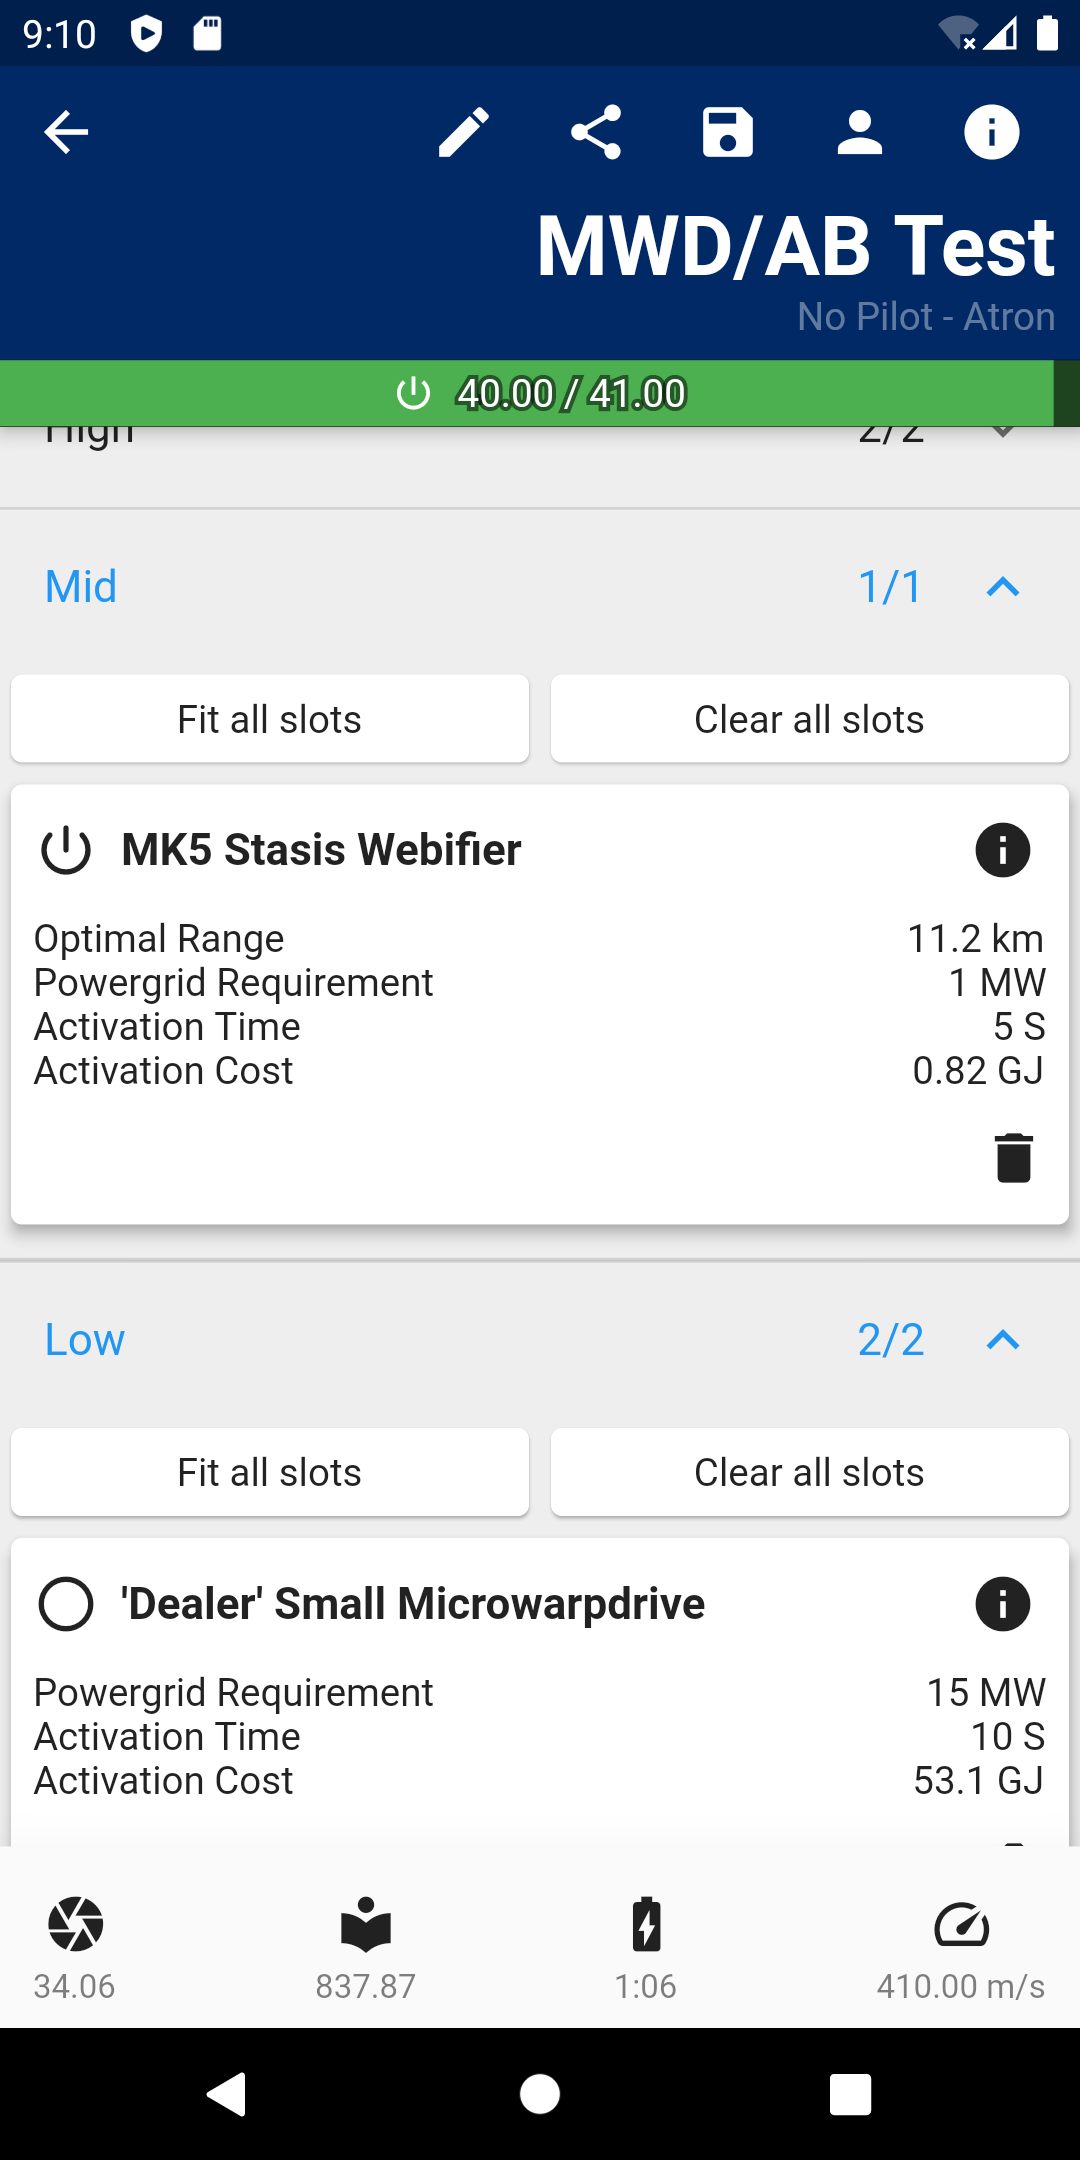 9:10
MWD/AB Test
No Pilot - Atron
40.00 / 41.00
High 2/2
Mid 1/1
Fit all slots Clear all slots
MK5 Stasis Webifier
Optimal Range 11.2 km
Powergrid Requirement 1 MW
Activation Time 5 S
Activation Cost 0.82 GJ
Low 2/2
Fit all slots Clear all slots
'Dealer' Small Microwarpdrive
Powergrid Requirement 15 MW
Activation Time 10 S
Activation Cost 53.1 GJ
34.06 837.87 1:06 410.00 m/s